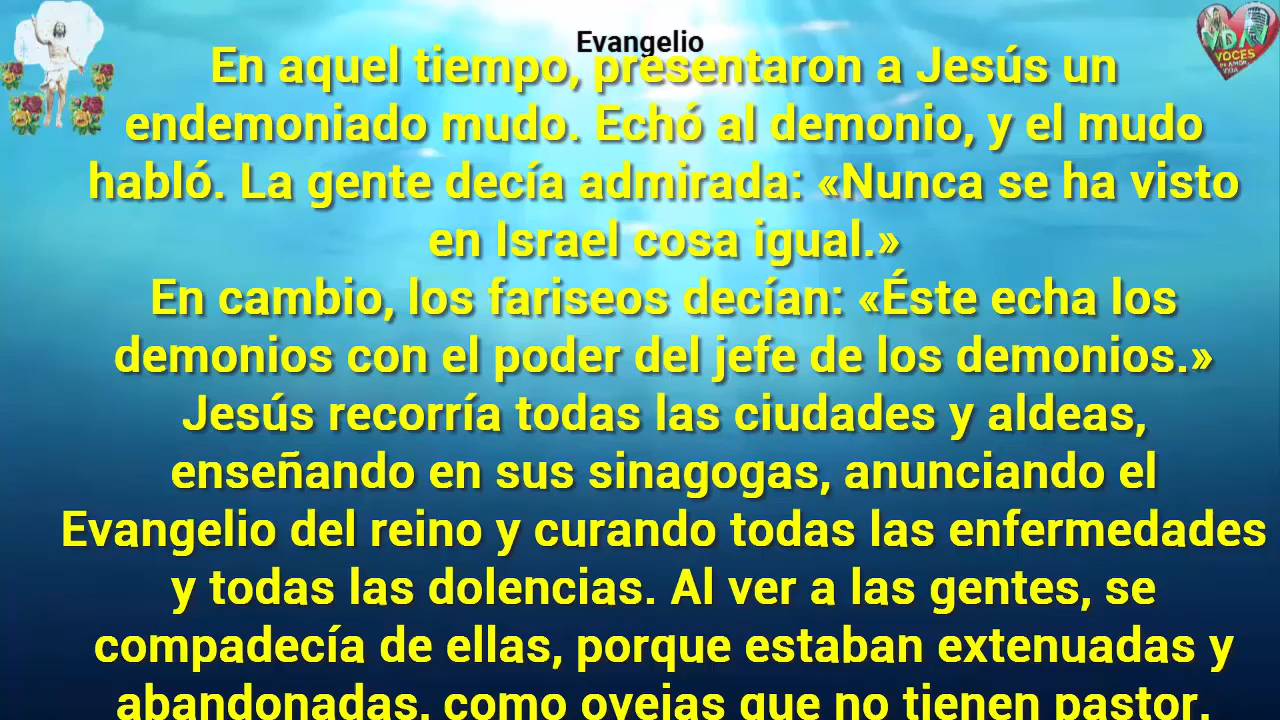 Evangelio
En aquel tiempo, presentaron a Jesús un
endemoniado mudo. Echó al demonio, y el mudo
habló. La gente decía admirada: «Nunca se ha visto
en Israel cosa igual.»
En cambio, los fariseos decían: «Éste echa los
demonios con el poder del jefe de los demonios.»
Jesús recorría todas las ciudades y aldeas,
enseñando en sus sinagogas, anunciando el
Evangelio del reino y curando todas las enfermedades
y todas las dolencias. Al ver a las gentes, se
compadecía de ellas, porque estaban extenuadas y
abandonadas, como ovejas que no tienen pastor.
VDA
VOCES